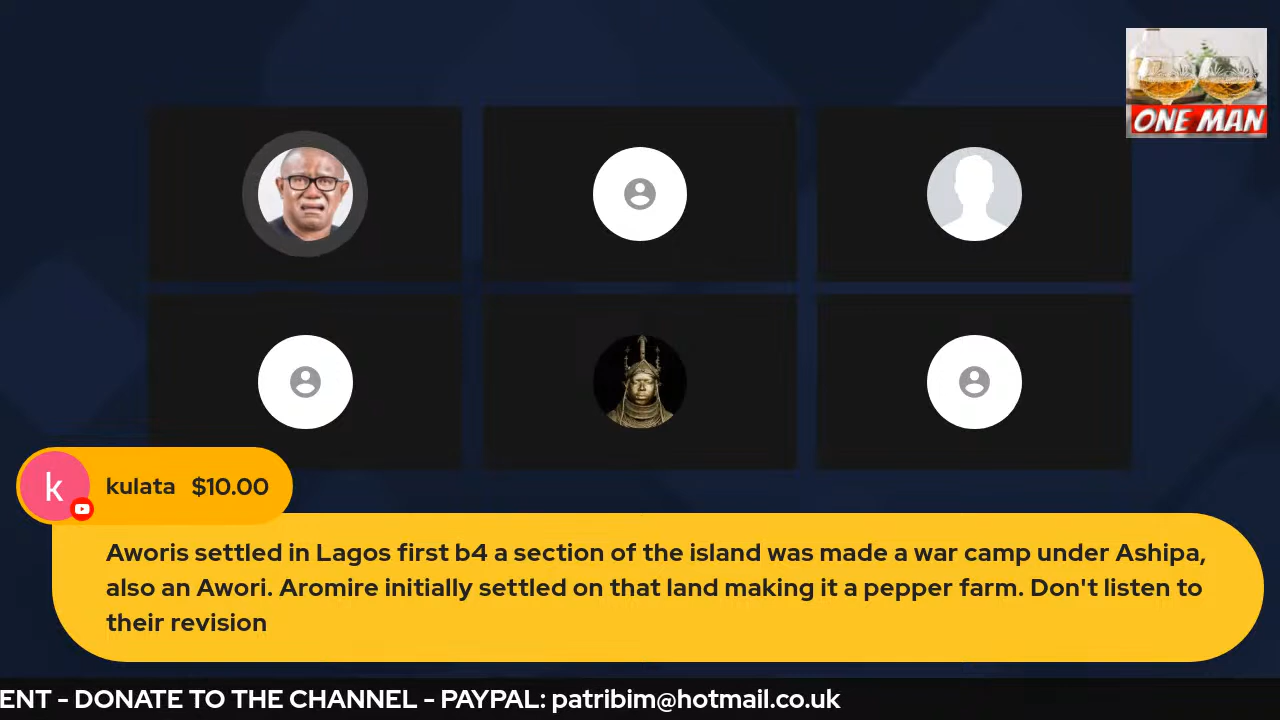 ONE MAN
k
kulata $10.00
Aworis settled in Lagos first b4 a section of the island was made a war camp under Ashipa,
also an Awori. Aromire initially settled on that land making it a pepper farm. Don't listen to
their revision
ENT - DONATE TO THE CHANNEL - PAYPAL: patribim@hotmail.co.uk